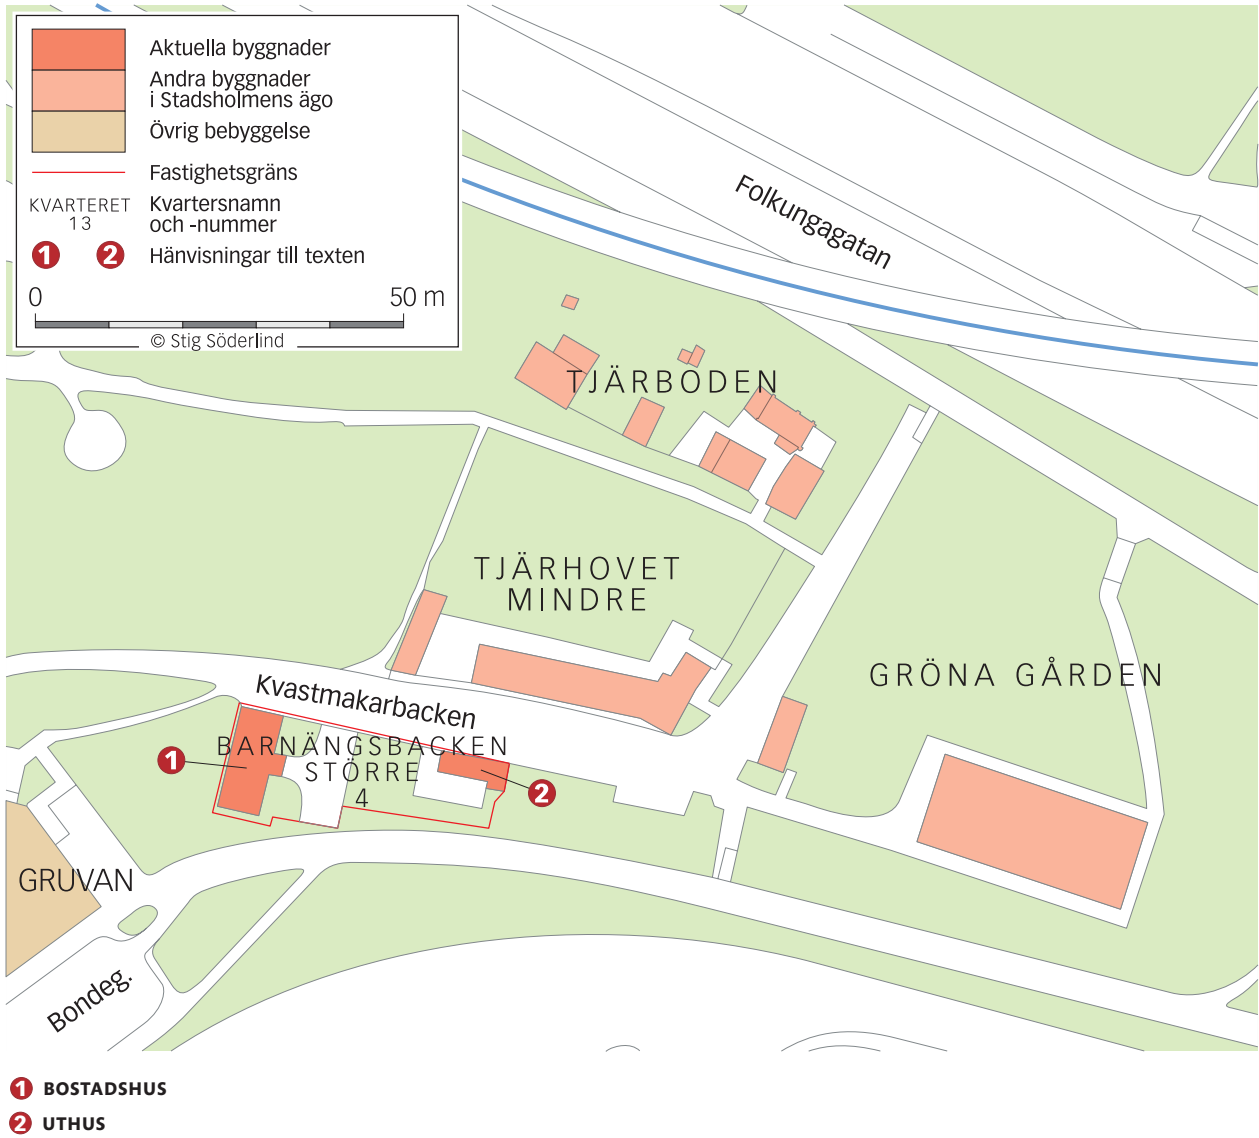 Aktuella byggnader
Andra byggnader
i Stadsholmens ägo
Övrig bebyggelse
Fastighetsgräns
KVARTERET
13
Kvartersnamn
och -nummer
1 2 Hänvisningar till texten
0 50 m
© Stig Söderlind
Folkungagatan
TJÄRBODEN
TJÄRHOVET
MINDRE
GRÖNA GÅRDEN
Kvastmakarbacken
BARNÄNGSBACKEN
STÖRRE
4
1
2
GRUVAN
Bondeg.
1 BOSTADSHUS
2 UTHUS